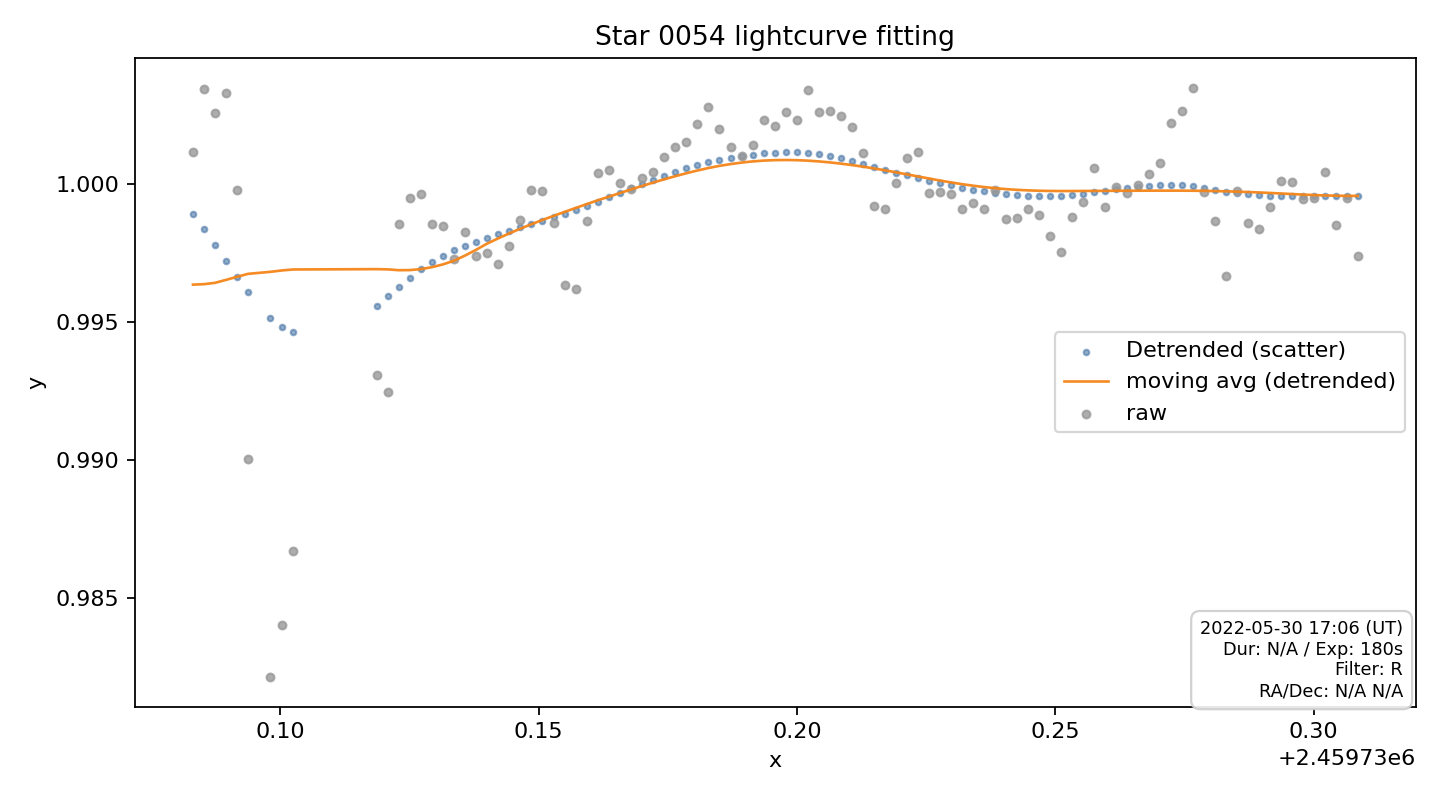 Star 0054 lightcurve fitting
y
1.000
0.995
0.990
0.985
Detrended (scatter)
moving avg (detrended)
raw
2022-05-30 17:06 (UT)
Dur: N/A / Exp: 180s
Filter: R
RA/Dec: N/A N/A
0.10 0.15 0.20 0.25 0.30
x
+2.45973e6